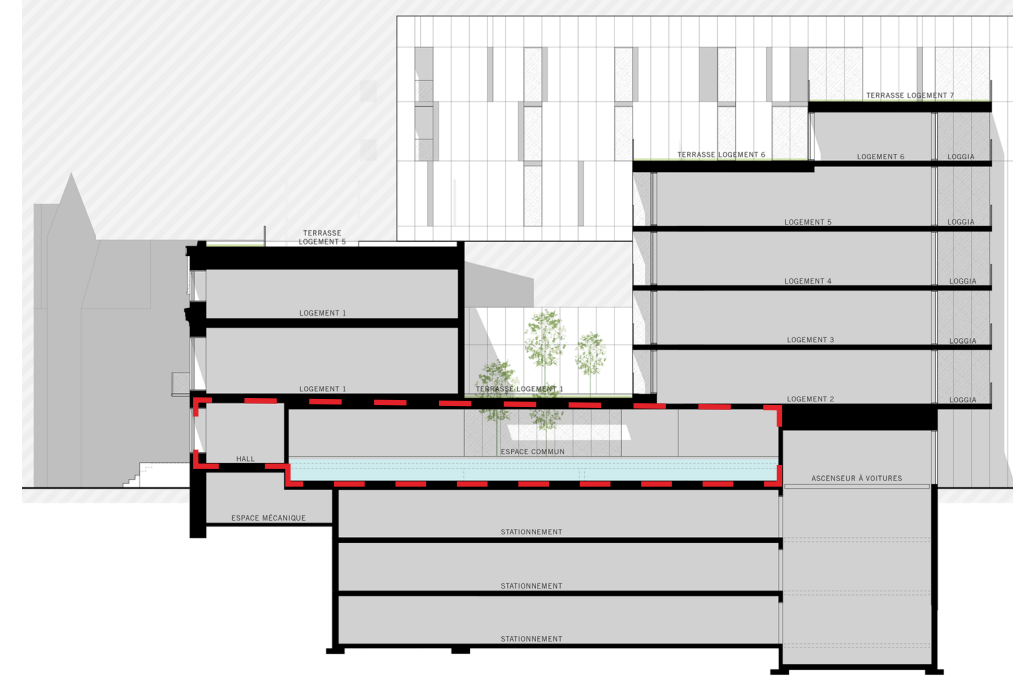 TERRASSE LOGEMENT 7
TERRASSE LOGEMENT 6
LOGEMENT 6
LOGGIA
LOGEMENT 5
LOGGIA
TERRASSE
LOGEMENT 5
LOGEMENT 4
LOGGIA
LOGEMENT 1
LOGEMENT 3
LOGGIA
LOGEMENT 1
TERRASSE LOGEMENT 1
LOGEMENT 2
LOGGIA
ESPACE COMMUN
HALL
ASCENSEUR À VOITURES
ESPACE MÉCANIQUE
STATIONNEMENT
STATIONNEMENT
STATIONNEMENT